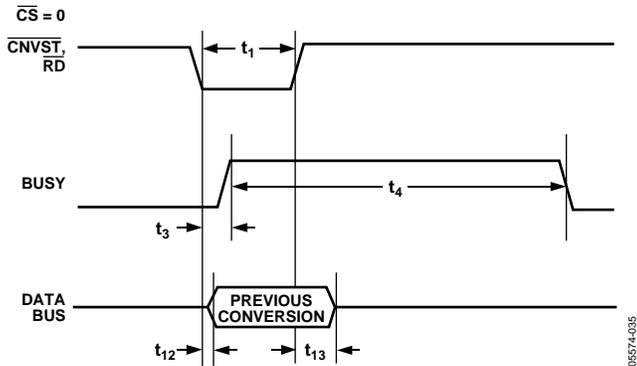 CS = 0
CNVST,
RD
t1
BUSY
t4
t3
DATA
BUS
PREVIOUS
CONVERSION
t12
t13
05574-035